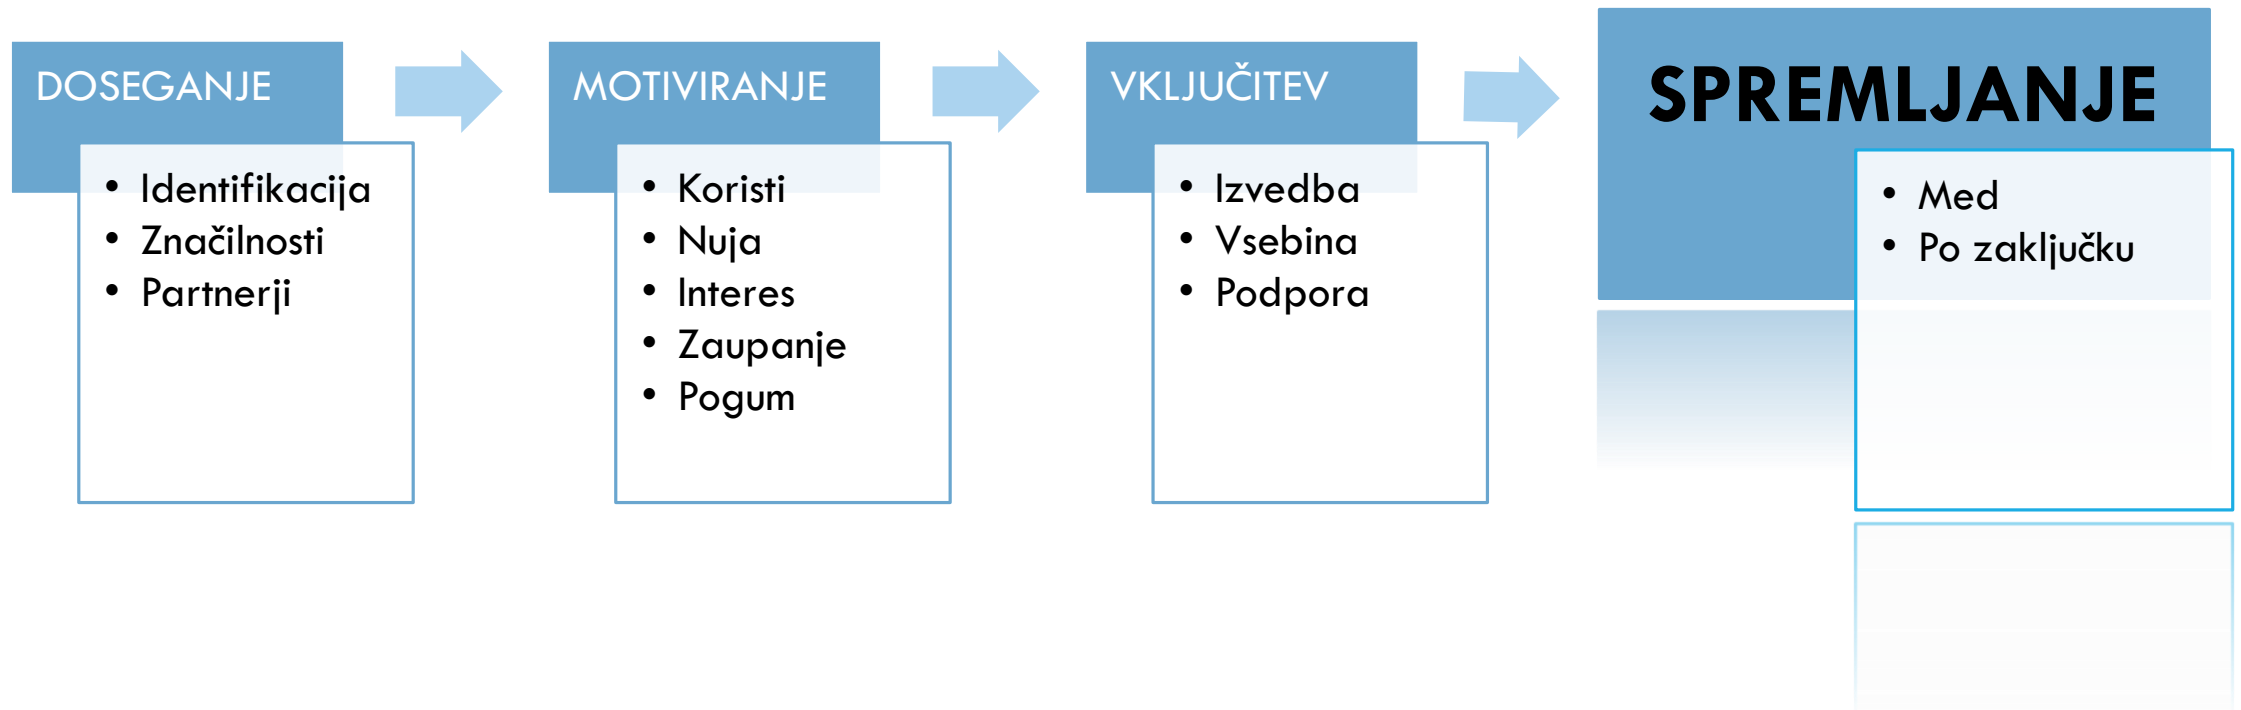 DOSEGANJE
• Identifikacija
• Značilnosti
• Partnerji
MOTIVIRANJE
• Koristi
• Nuja
• Interes
• Zaupanje
• Pogum
VKLJUČITEV
• Izvedba
• Vsebina
• Podpora
SPREMLJANJE
• Med
• Po zaključku